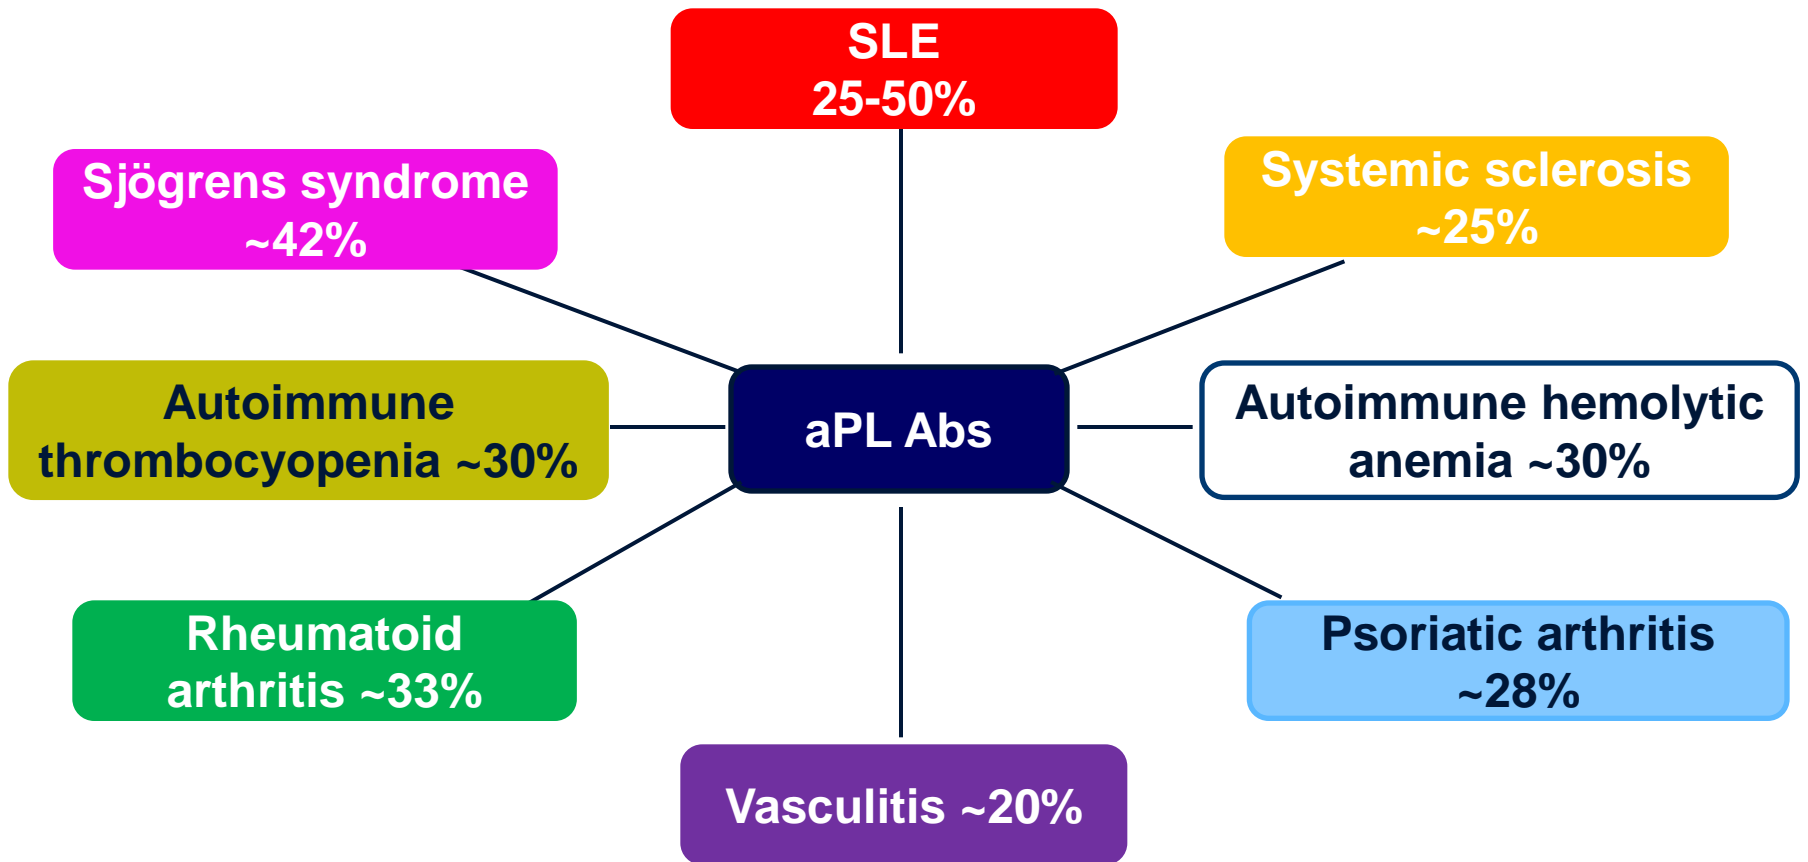 SLE
25-50%
Sjögrens syndrome
~42%
Systemic sclerosis
~25%
Autoimmune
thrombocyopenia ~30%
aPL Abs
Autoimmune hemolytic
anemia ~30%
Rheumatoid
arthritis ~33%
Psoriatic arthritis
~28%
Vasculitis ~20%